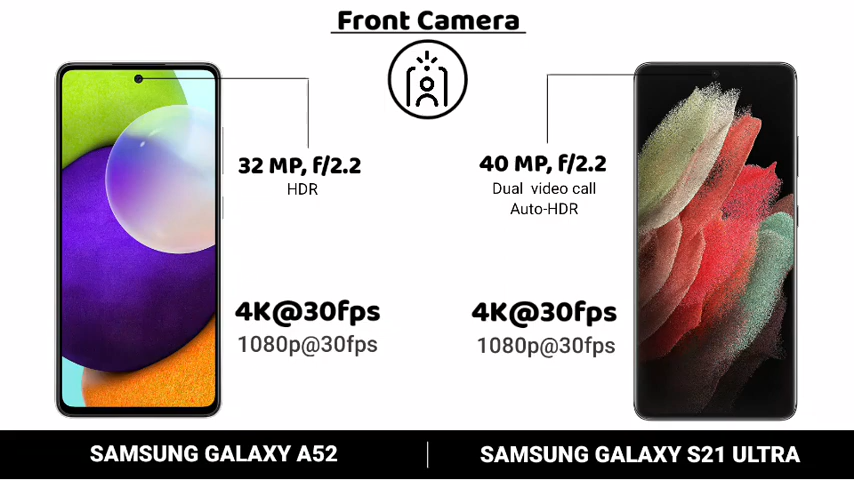 Front Camera
32 MP, f/2.2
HDR
40 MP, f/2.2
Dual video call
Auto-HDR
4K@30fps
1080p@30fps
4K@30fps
1080p@30fps
SAMSUNG GALAXY A52
SAMSUNG GALAXY S21 ULTRA